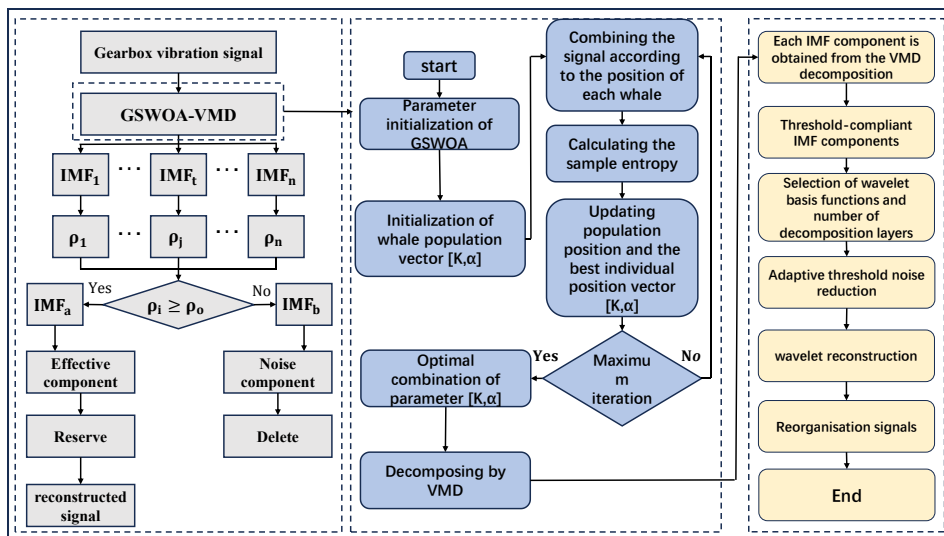 Gearbox vibration signal
GSWOA-VMD
IMF₁ ··· IMFₜ ··· IMFₙ
ρ₁ ··· ρⱼ ··· ρₙ
Yes
ρᵢ ≥ ρₒ
No
IMFₐ
IMF_b
Effective
component
Noise
component
Reserve
Delete
reconstructed
signal
start
Parameter
initialization of
GSWOA
Initialization of
whale population
vector [K,α]
Combining the
signal according
to the position of
each whale
Calculating the
sample entropy
Updating
population
position and the
best individual
position vector
[K,α]
Maximu
m
iteration
Yes
No
Optimal
combination of
parameter [K,α]
Decomposing by
VMD
Each IMF component is
obtained from the VMD
decomposition
Threshold-compliant
IMF components
Selection of wavelet
basis functions and
number of
decomposition layers
Adaptive threshold noise
reduction
wavelet reconstruction
Reorganisation signals
End